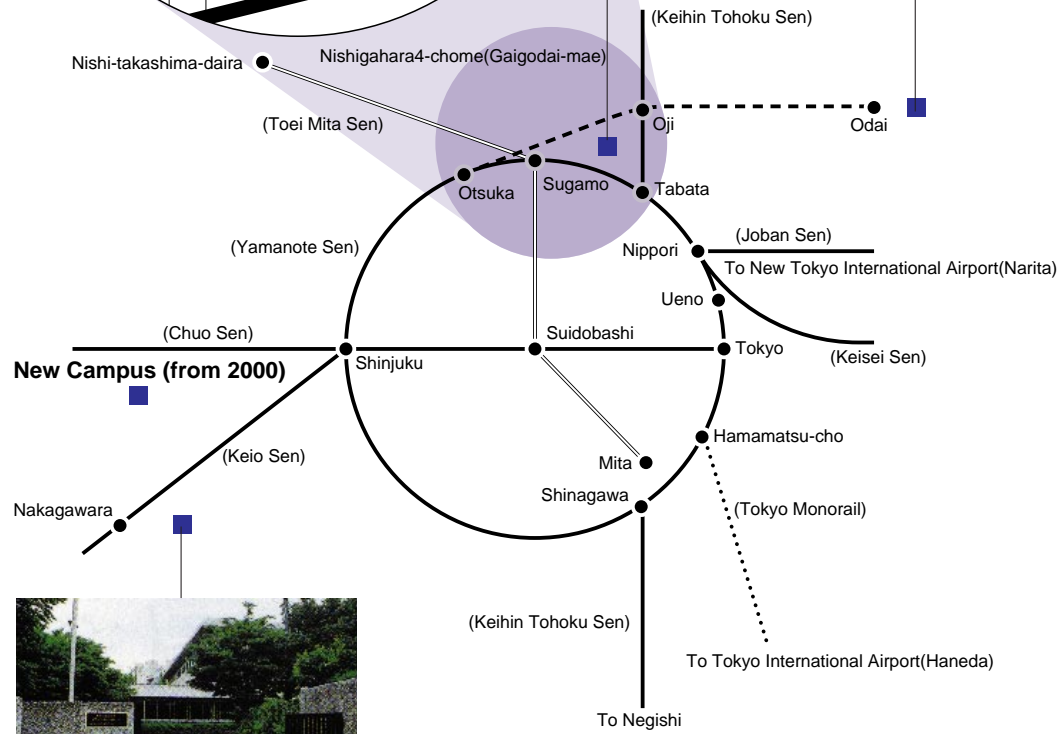 (Keihin Tohoku Sen)
Nishi-takashima-daira
Nishigahara4-chome(Gaigodai-mae)
(Toei Mita Sen)
Oji
Odai
Otsuka
Sugamo
Tabata
(Yamanote Sen)
Nippori
(Joban Sen)
To New Tokyo International Airport(Narita)
Ueno
(Chuo Sen)
Suidobashi
Tokyo
(Keisei Sen)
Shinjuku
New Campus (from 2000)
Hamamatsu-cho
(Keio Sen)
Mita
Shinagawa
Nakagawara
(Tokyo Monorail)
(Keihin Tohoku Sen)
To Tokyo International Airport(Haneda)
To Negishi